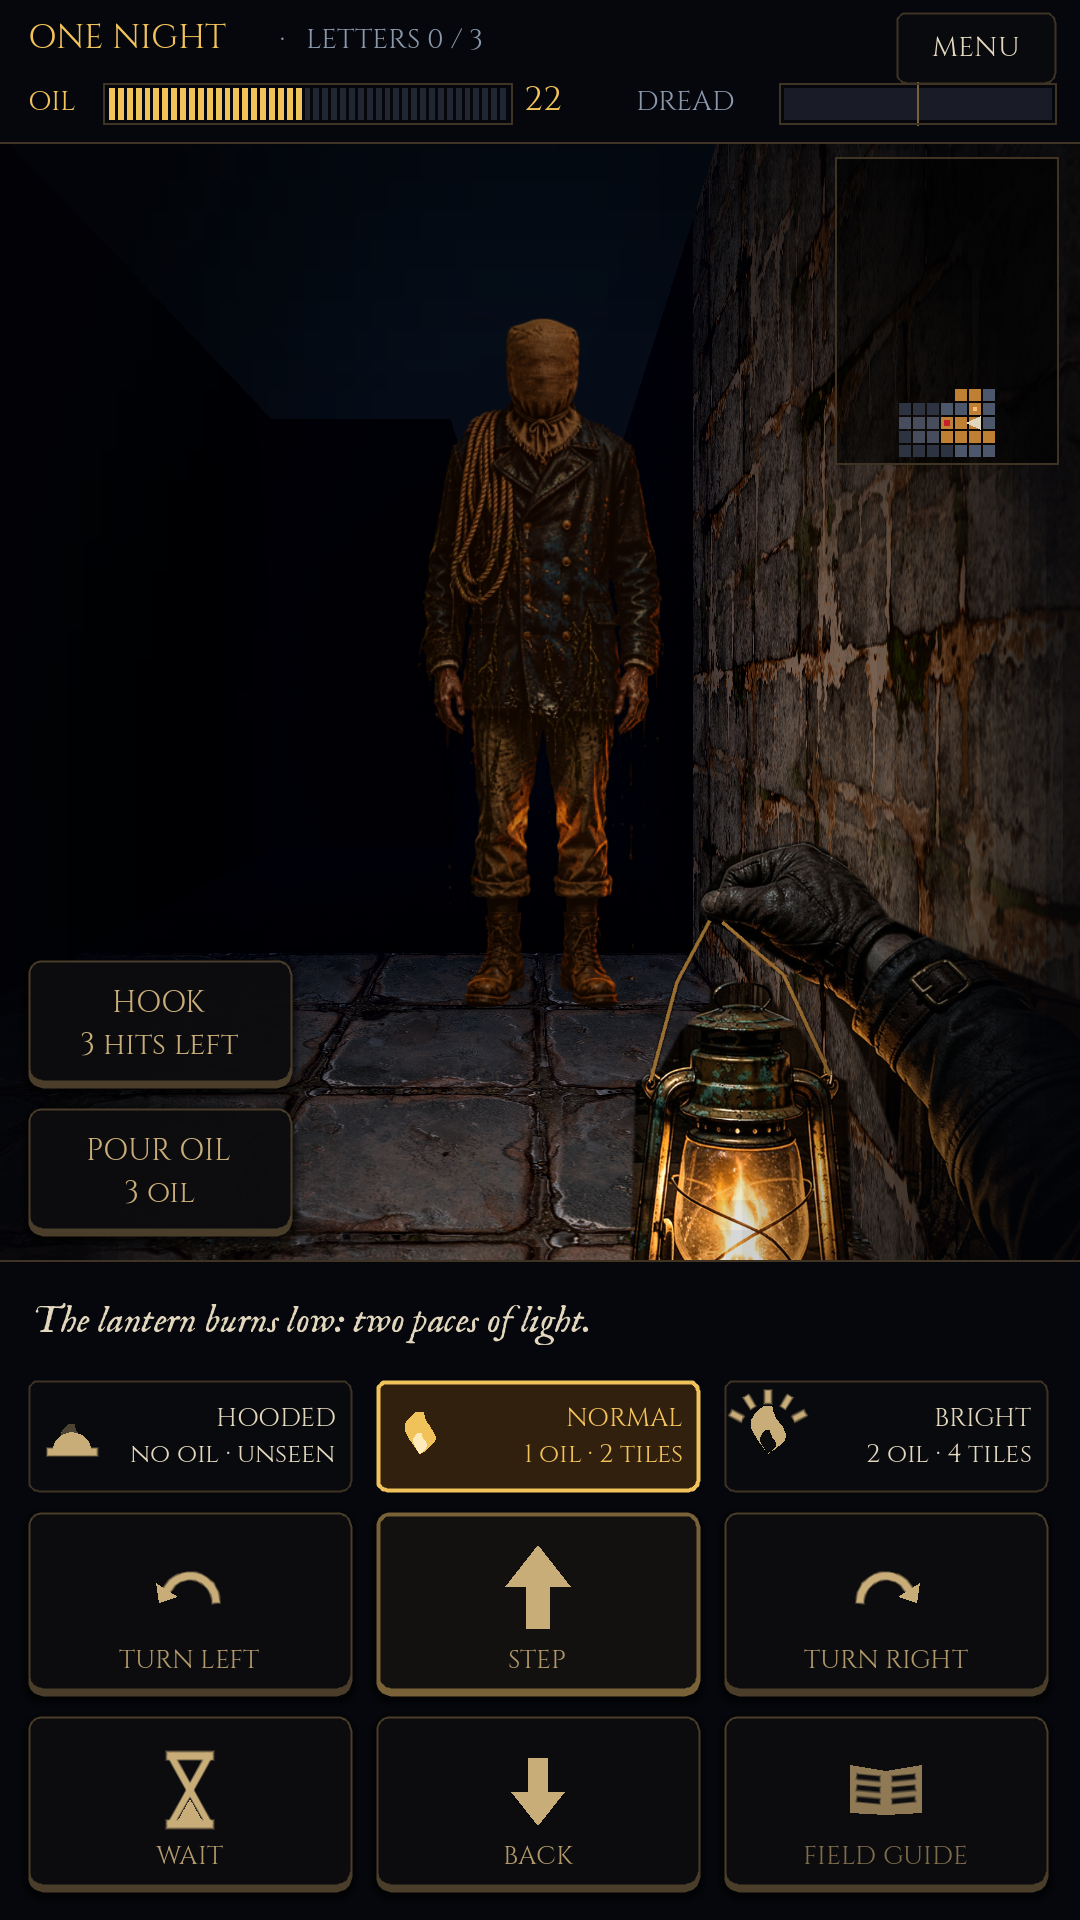 ONE NIGHT · LETTERS 0 / 3
MENU
OIL 22 DREAD
HOOK
3 HITS LEFT
POUR OIL
3 OIL
The lantern burns low: two paces of light.
HOODED
NO OIL · UNSEEN
NORMAL
1 OIL · 2 TILES
BRIGHT
2 OIL · 4 TILES
TURN LEFT
STEP
TURN RIGHT
WAIT
BACK
FIELD GUIDE